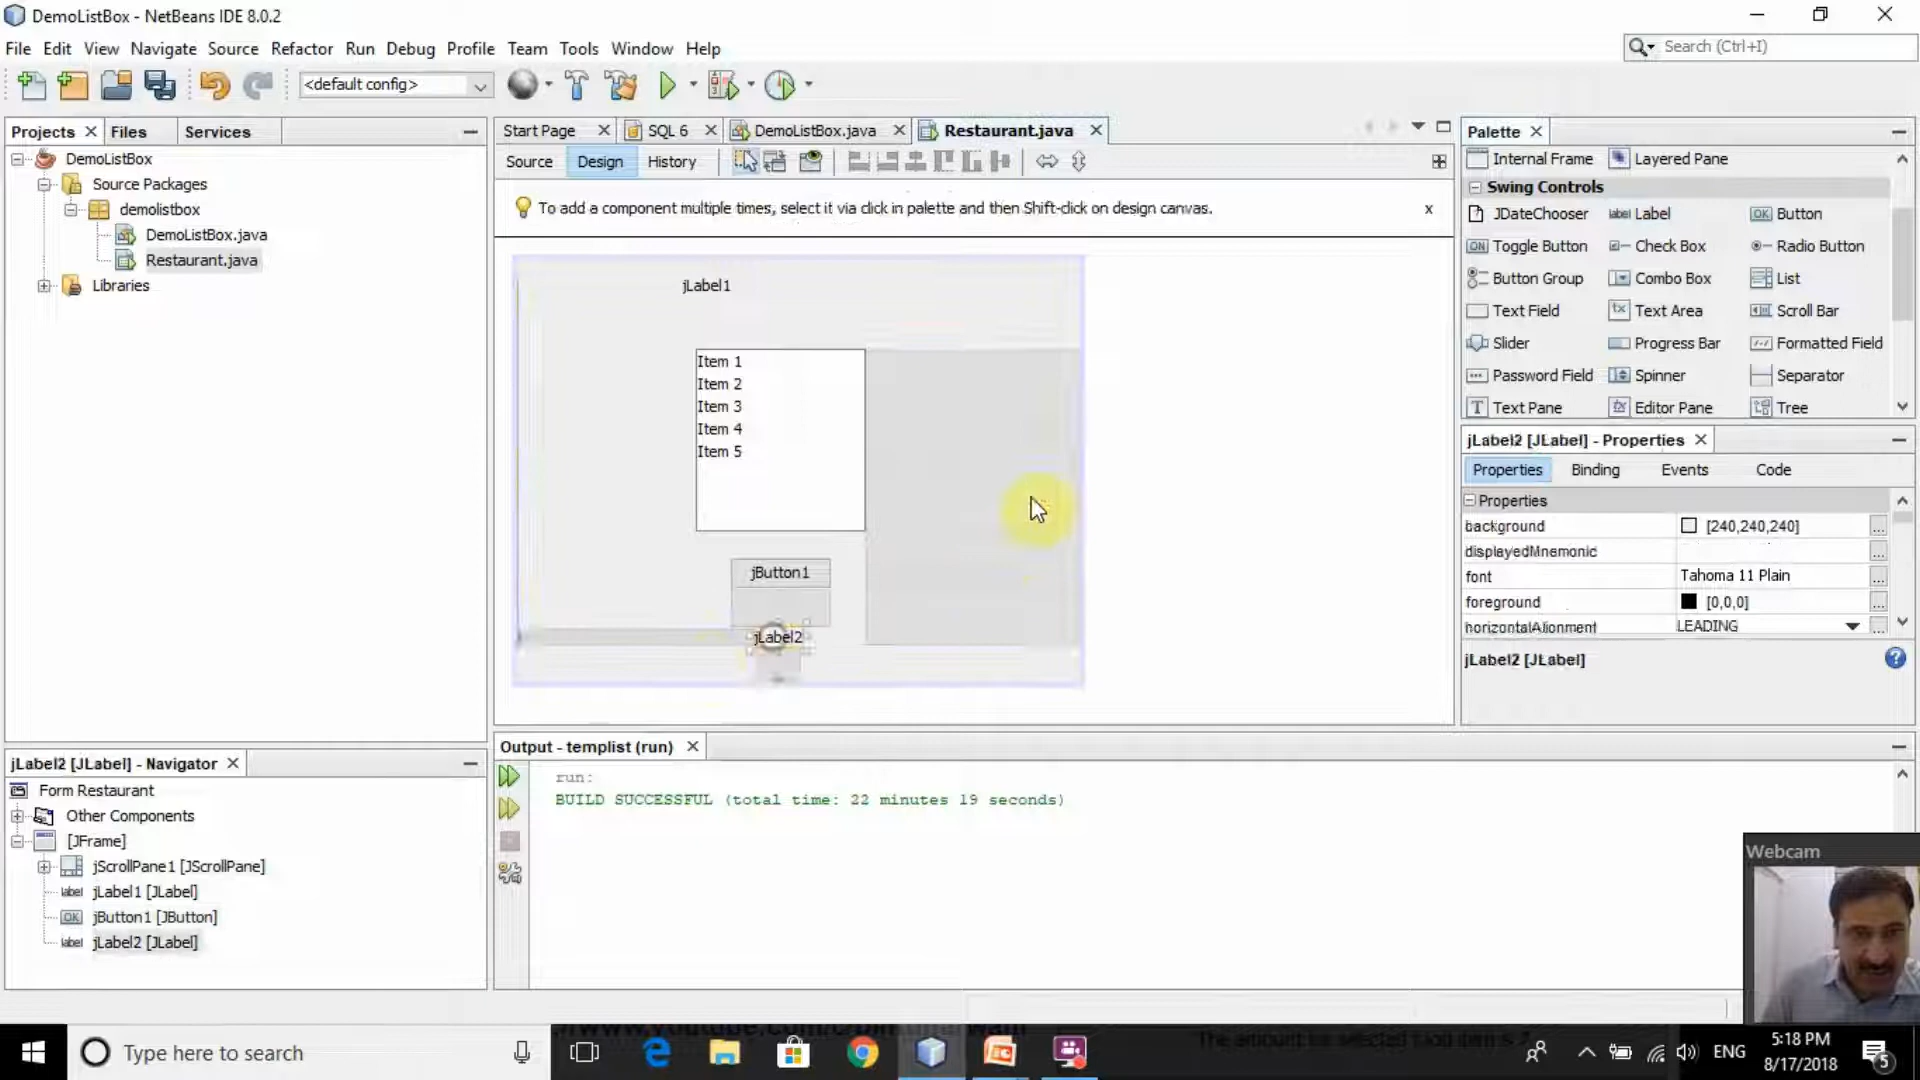 DemoListBox - NetBeans IDE 8.0.2
File Edit View Navigate Source Refactor Run Debug Profile Team Tools Window Help
Search (Ctrl+I)
<default config>
Projects Files Services
DemoListBox
Source Packages
demolistbox
DemoListBox.java
Restaurant.java
Libraries
Start Page SQL 6 DemoListBox.java Restaurant.java
Source Design History
To add a component multiple times, select it via click in palette and then Shift-click on design canvas. x
jLabel1
Item 1
Item 2
Item 3
Item 4
Item 5
jButton1
jLabel2
Palette
Internal Frame Layered Pane
Swing Controls
JDateChooser label Label OK Button
ON Toggle Button Check Box Radio Button
Button Group Combo Box List
Text Field Text Area Scroll Bar
Slider Progress Bar Formatted Field
Password Field Spinner Separator
Text Pane Editor Pane Tree
jLabel2 [JLabel] - Properties
Properties Binding Events Code
Properties
background [240,240,240] ...
displayedMnemonic ...
font Tahoma 11 Plain ...
foreground [0,0,0] ...
horizontalAlignment LEADING ...
jLabel2 [JLabel]
jLabel2 [JLabel] - Navigator
Form Restaurant
Other Components
[JFrame]
jScrollPane1 [JScrollPane]
label jLabel1 [JLabel]
OK jButton1 [JButton]
label jLabel2 [JLabel]
Output - templist (run)
run:
BUILD SUCCESSFUL (total time: 22 minutes 19 seconds)
Webcam
Type here to search
ENG
5:18 PM
8/17/2018
5